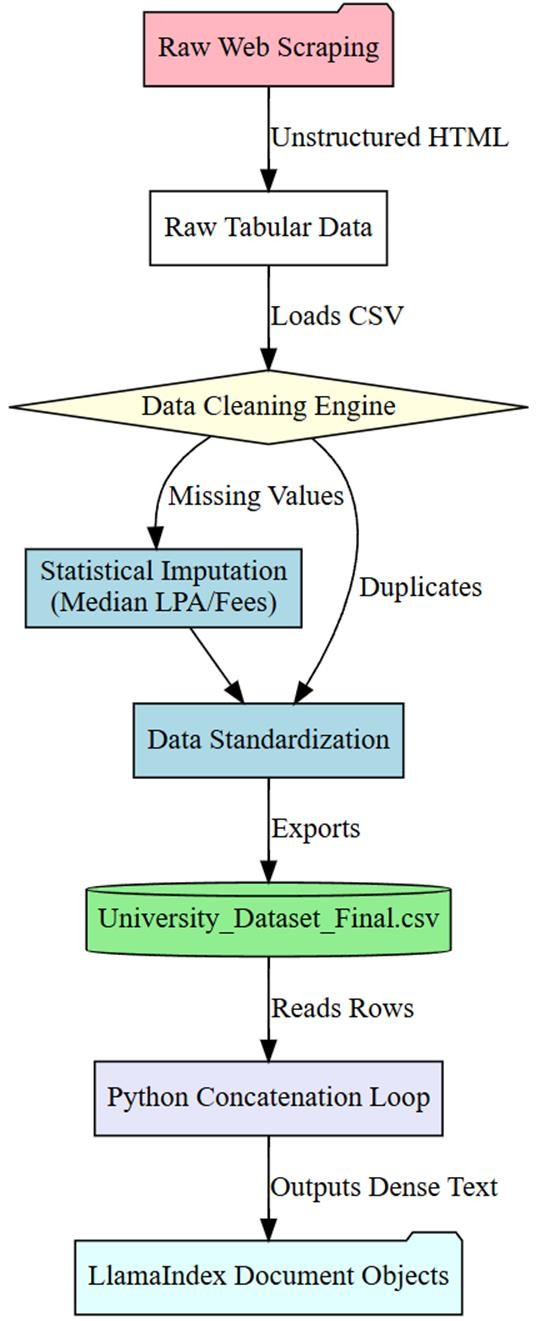 Raw Web Scraping
Unstructured HTML
Raw Tabular Data
Loads CSV
Data Cleaning Engine
Missing Values
Statistical Imputation
(Median LPA/Fees)
Duplicates
Data Standardization
Exports
University_Dataset_Final.csv
Reads Rows
Python Concatenation Loop
Outputs Dense Text
LlamaIndex Document Objects